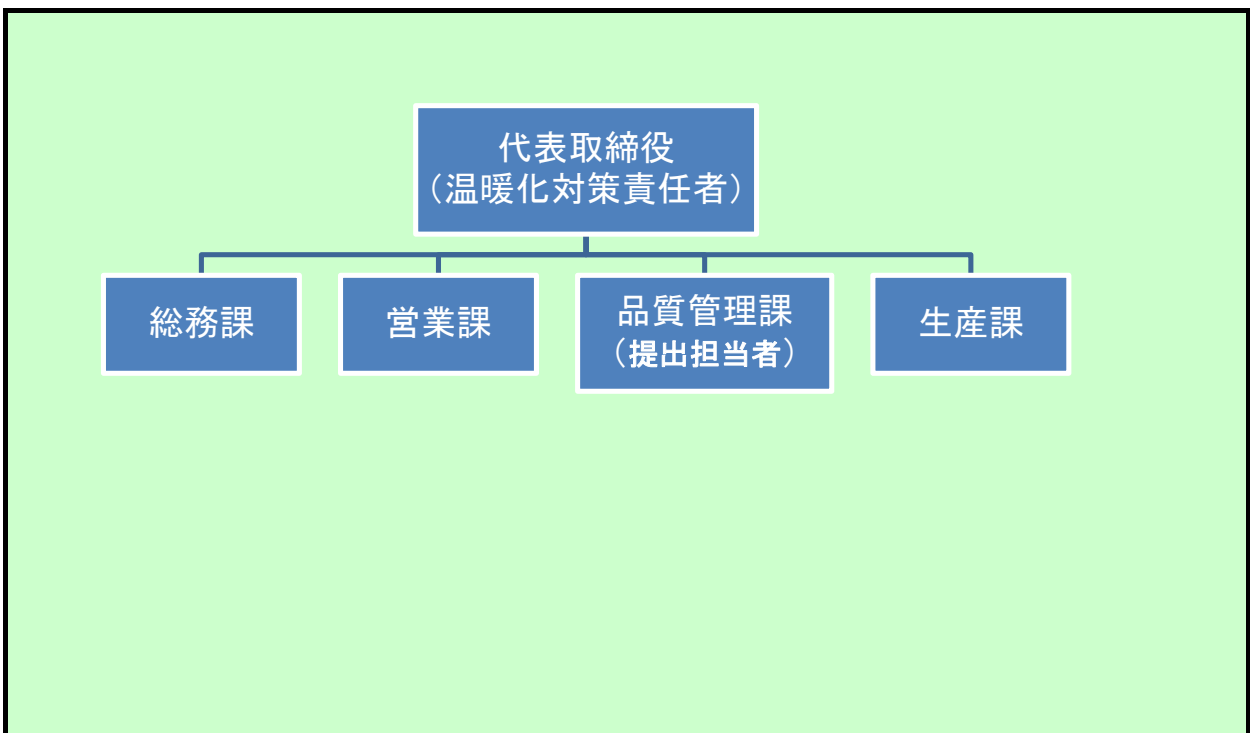 代表取締役
（温暖化対策責任者）
総務課
営業課
品質管理課
（提出担当者）
生産課